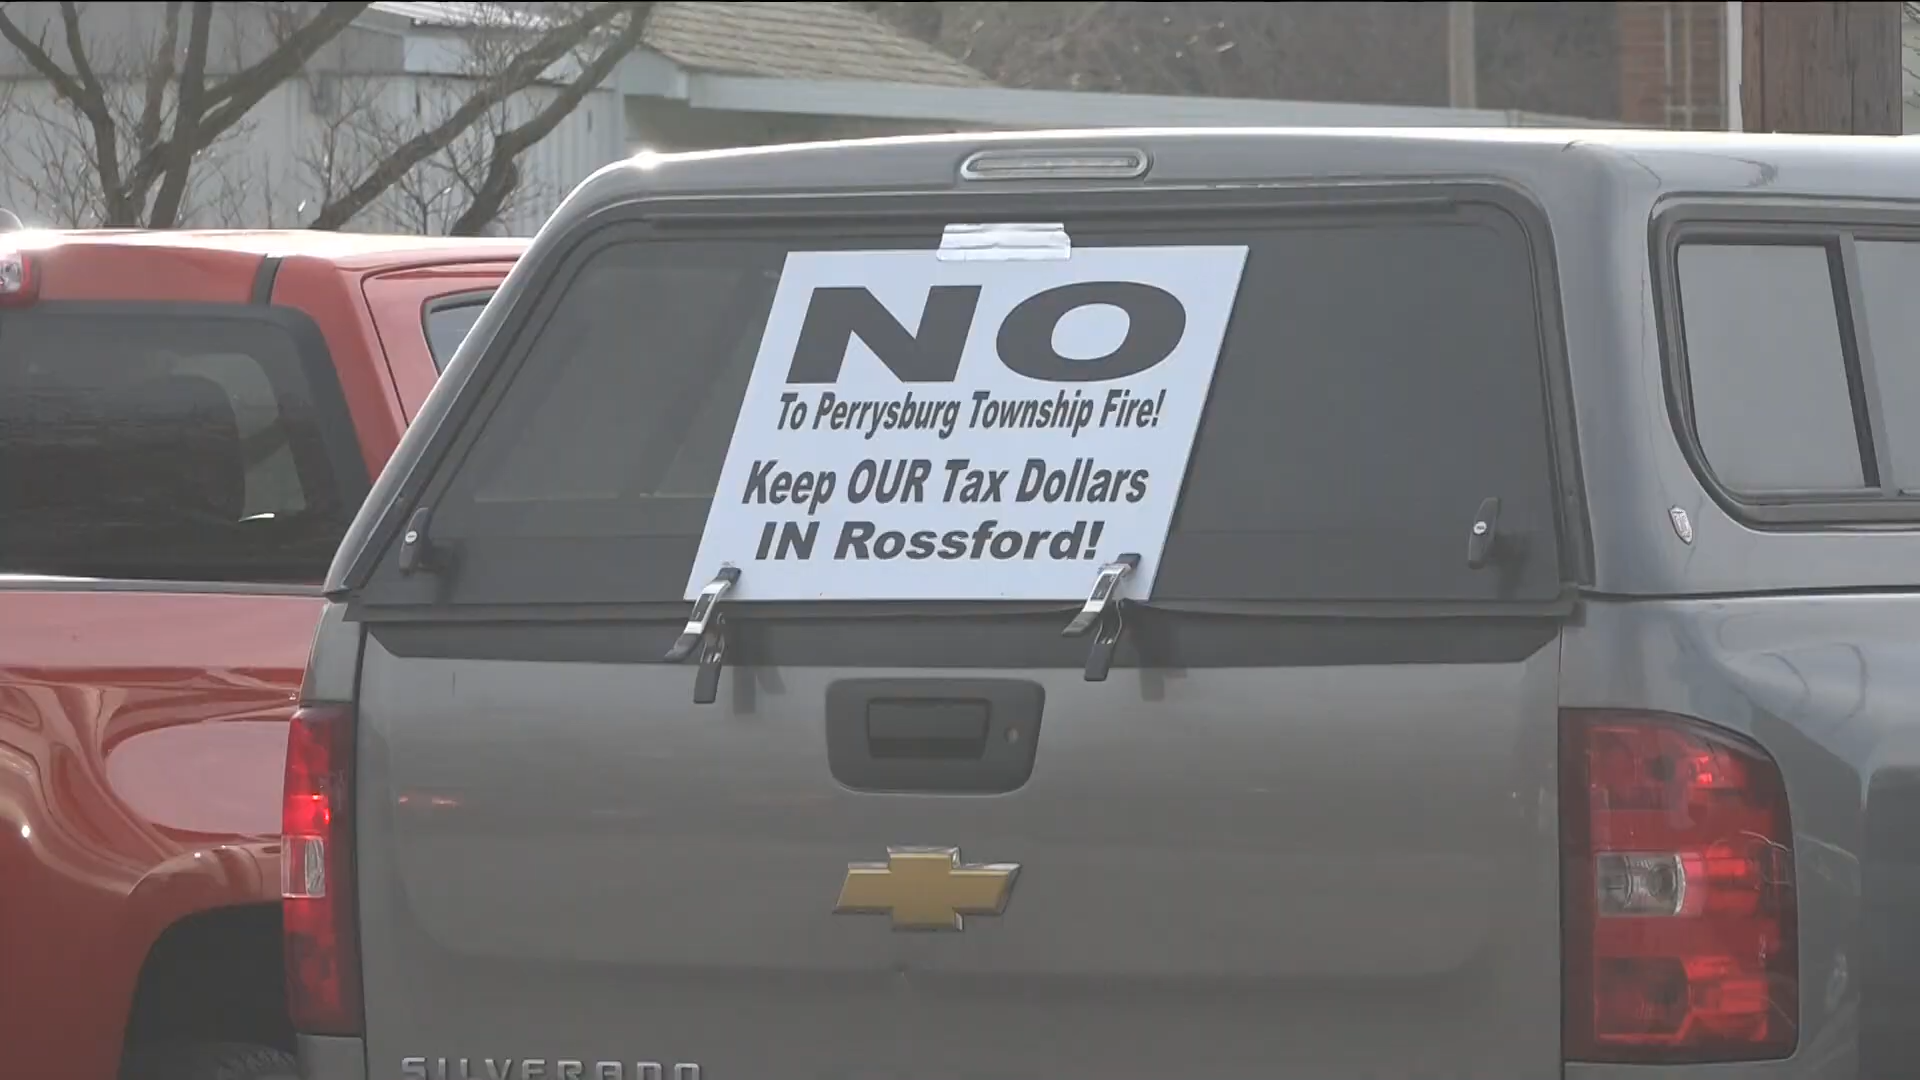 NO
To Perrysburg Township Fire!
Keep OUR Tax Dollars
IN Rossford!
SILVERADO